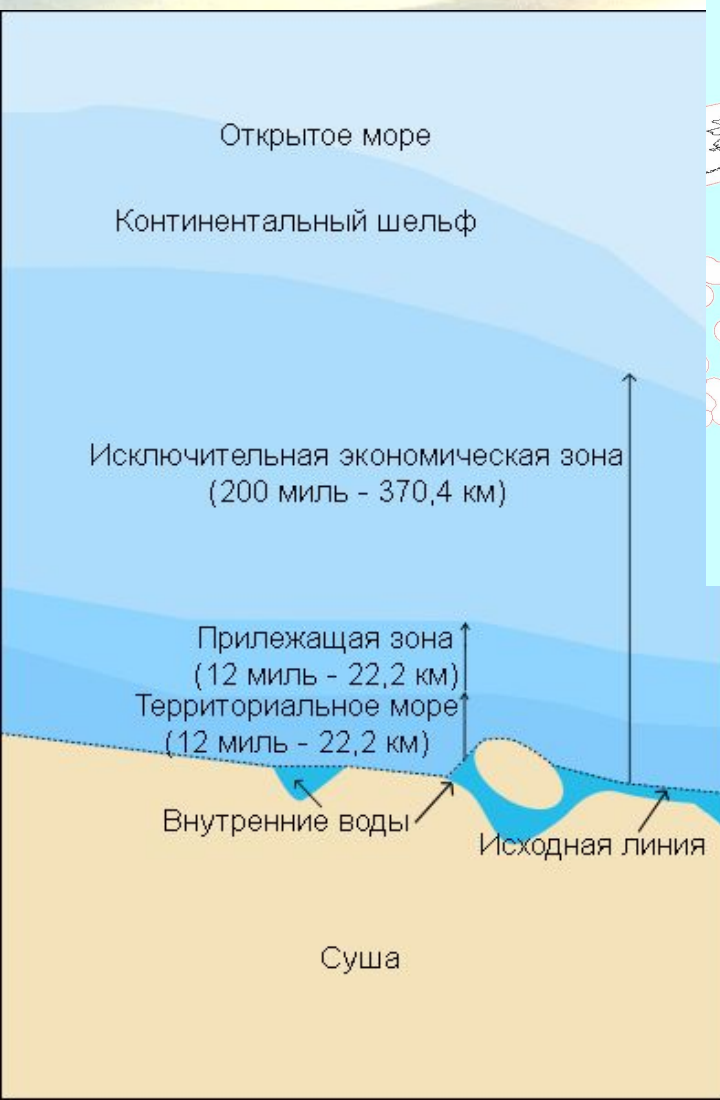 Открытое море
Континентальный шельф
Исключительная экономическая зона
(200 миль - 370,4 км)
Прилежащая зона
(12 миль - 22,2 км)
Территориальное море
(12 миль - 22,2 км)
Внутренние воды
Исходная линия
Суша